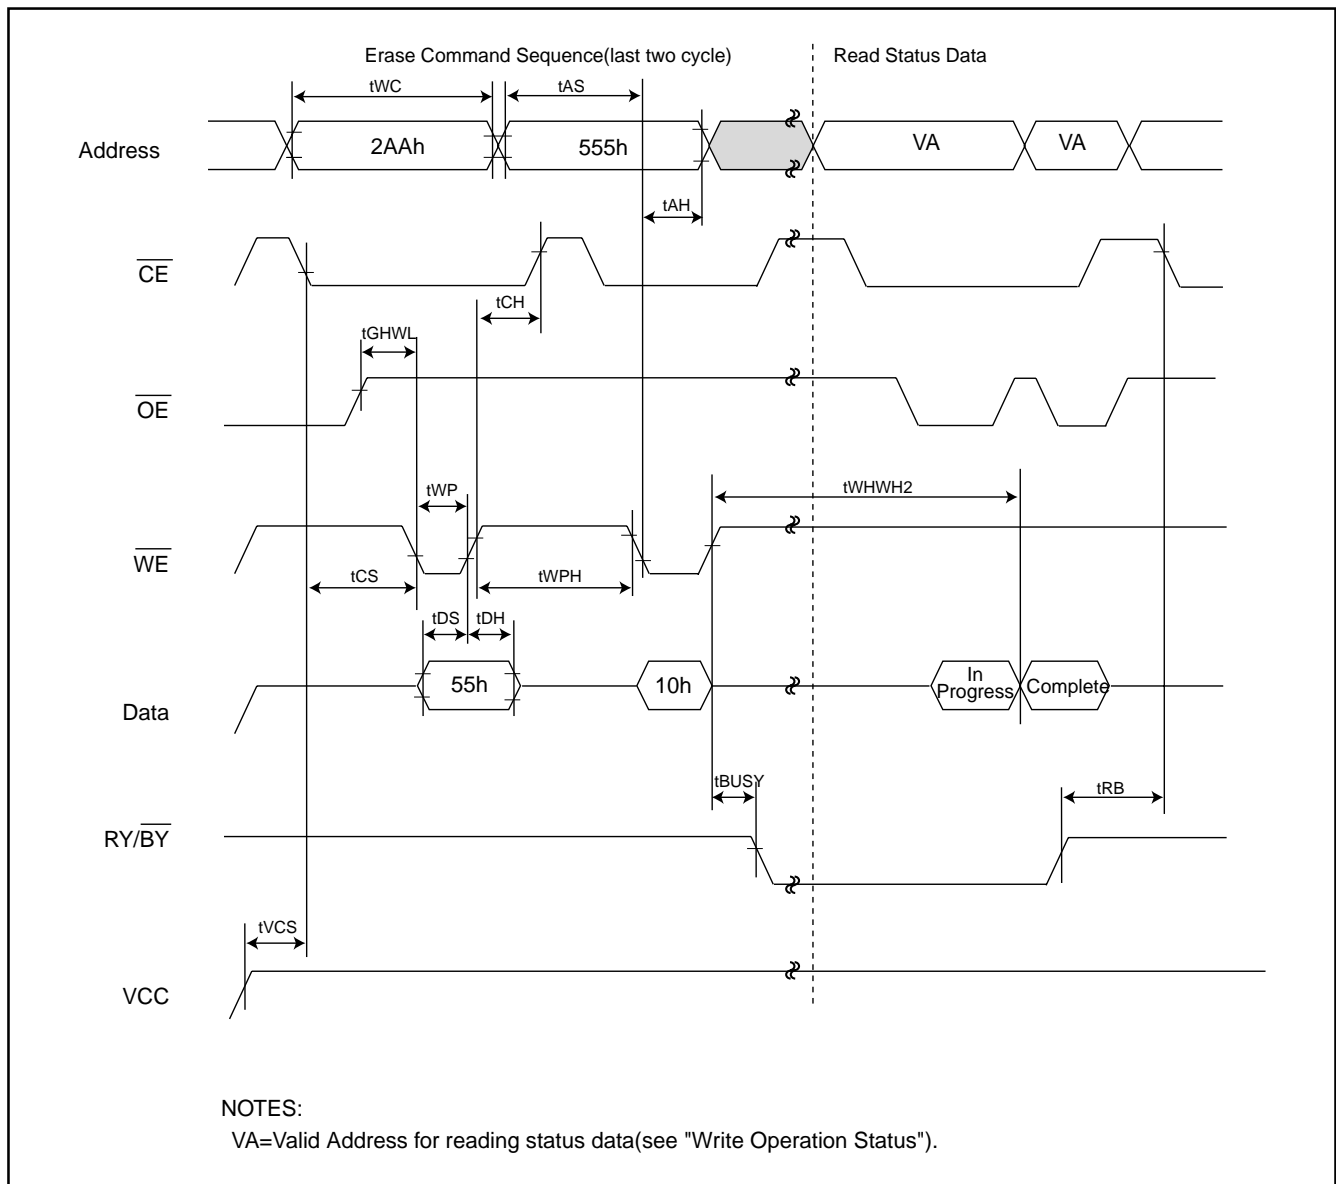 Erase Command Sequence(last two cycle) Read Status Data
tWC tAS
Address 2AAh 555h VA VA
tAH
CE
tCH
tGHWL
OE
tWP tWHWH2
WE
tCS tWPH
tDS tDH
Data 55h 10h In Progress Complete
tBUSY tRB
RY/BY
tVCS
VCC
NOTES:
VA=Valid Address for reading status data(see "Write Operation Status").